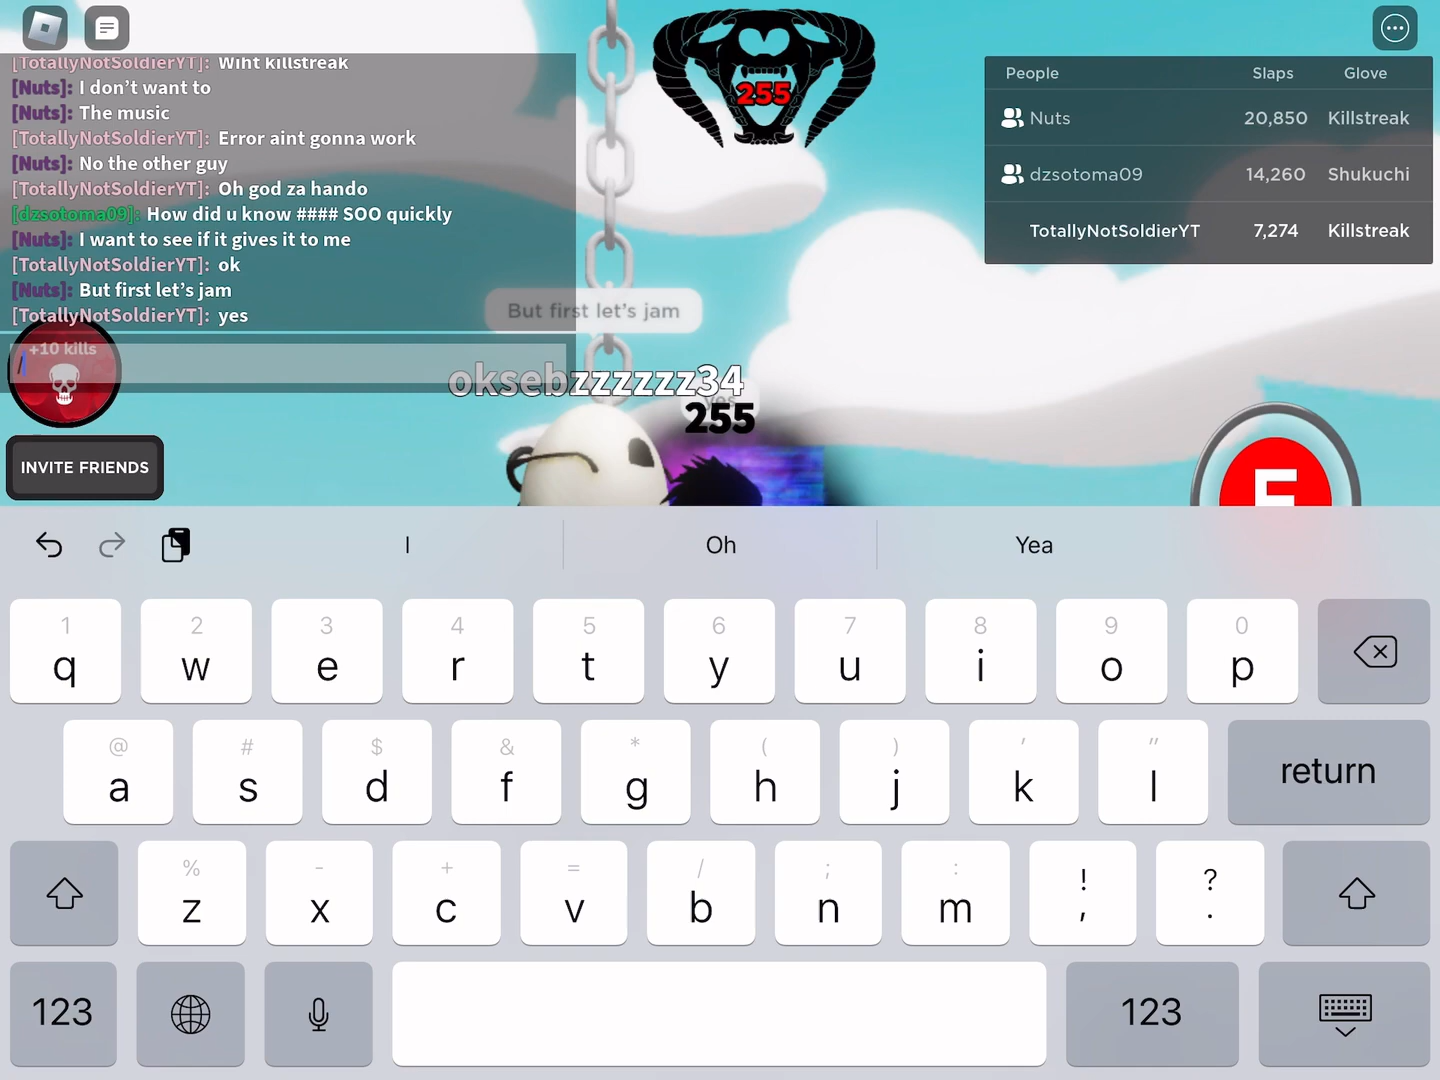 [TotallyNotSoldierYT]: Wiht killstreak
[Nuts]: I don't want to
[Nuts]: The music
[TotallyNotSoldierYT]: Error aint gonna work
[Nuts]: No the other guy
[TotallyNotSoldierYT]: Oh god za hando
[dzsotoma09]: How did u know #### SOO quickly
[Nuts]: I want to see if it gives it to me
[TotallyNotSoldierYT]: ok
[Nuts]: But first let's jam
[TotallyNotSoldierYT]: yes
/
+10 kills
INVITE FRIENDS
255
People Slaps Glove
Nuts 20,850 Killstreak
dzsotoma09 14,260 Shukuchi
TotallyNotSoldierYT 7,274 Killstreak
But first let's jam
oksebzzzzzz34
yes
255
E
I Oh Yea
1 2 3 4 5 6 7 8 9 0
q w e r t y u i o p
@ # $ & * ( ) ' "
a s d f g h j k l return
% - + = / ; : ! ?
z x c v b n m , .
123 123